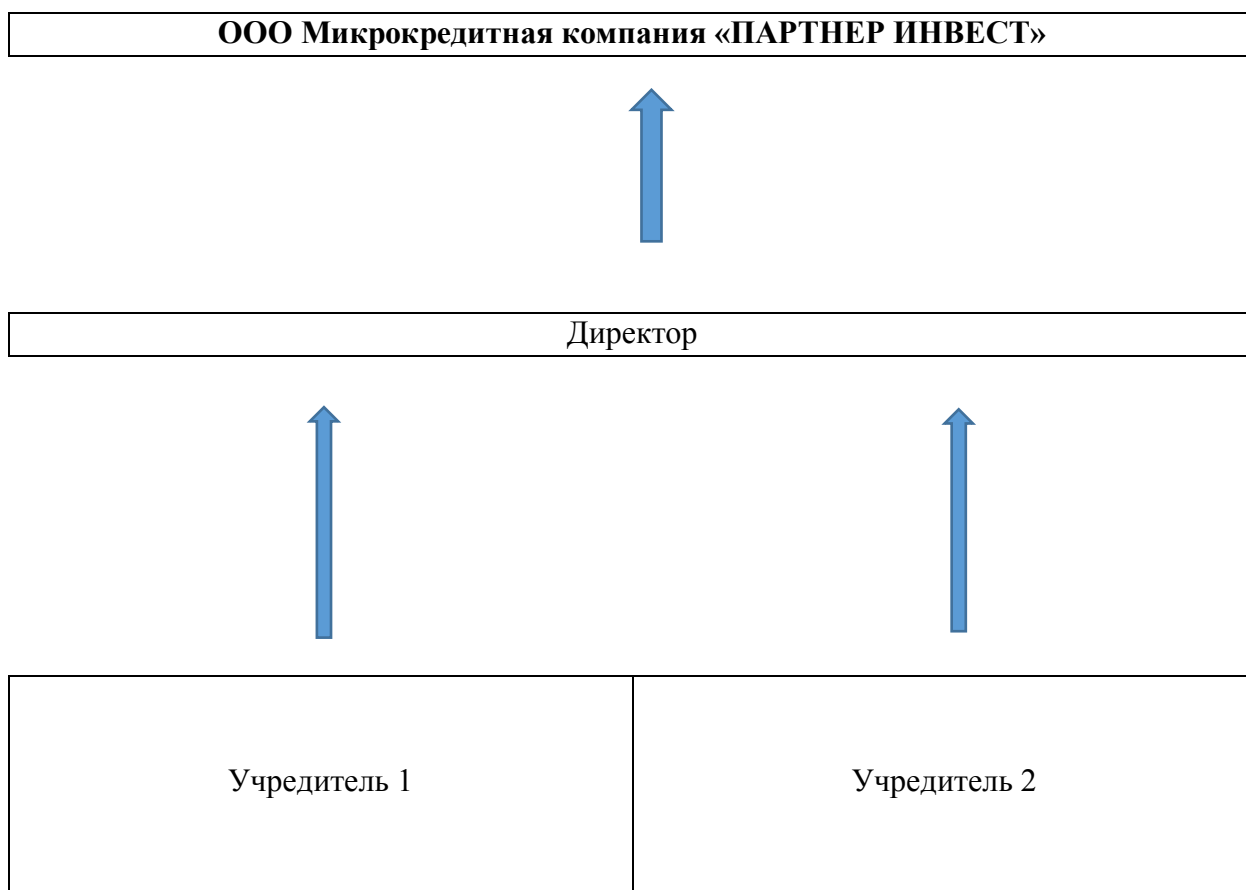 ООО Микрокредитная компания «ПАРТНЕР ИНВЕСТ»
Директор
Учредитель 1
Учредитель 2